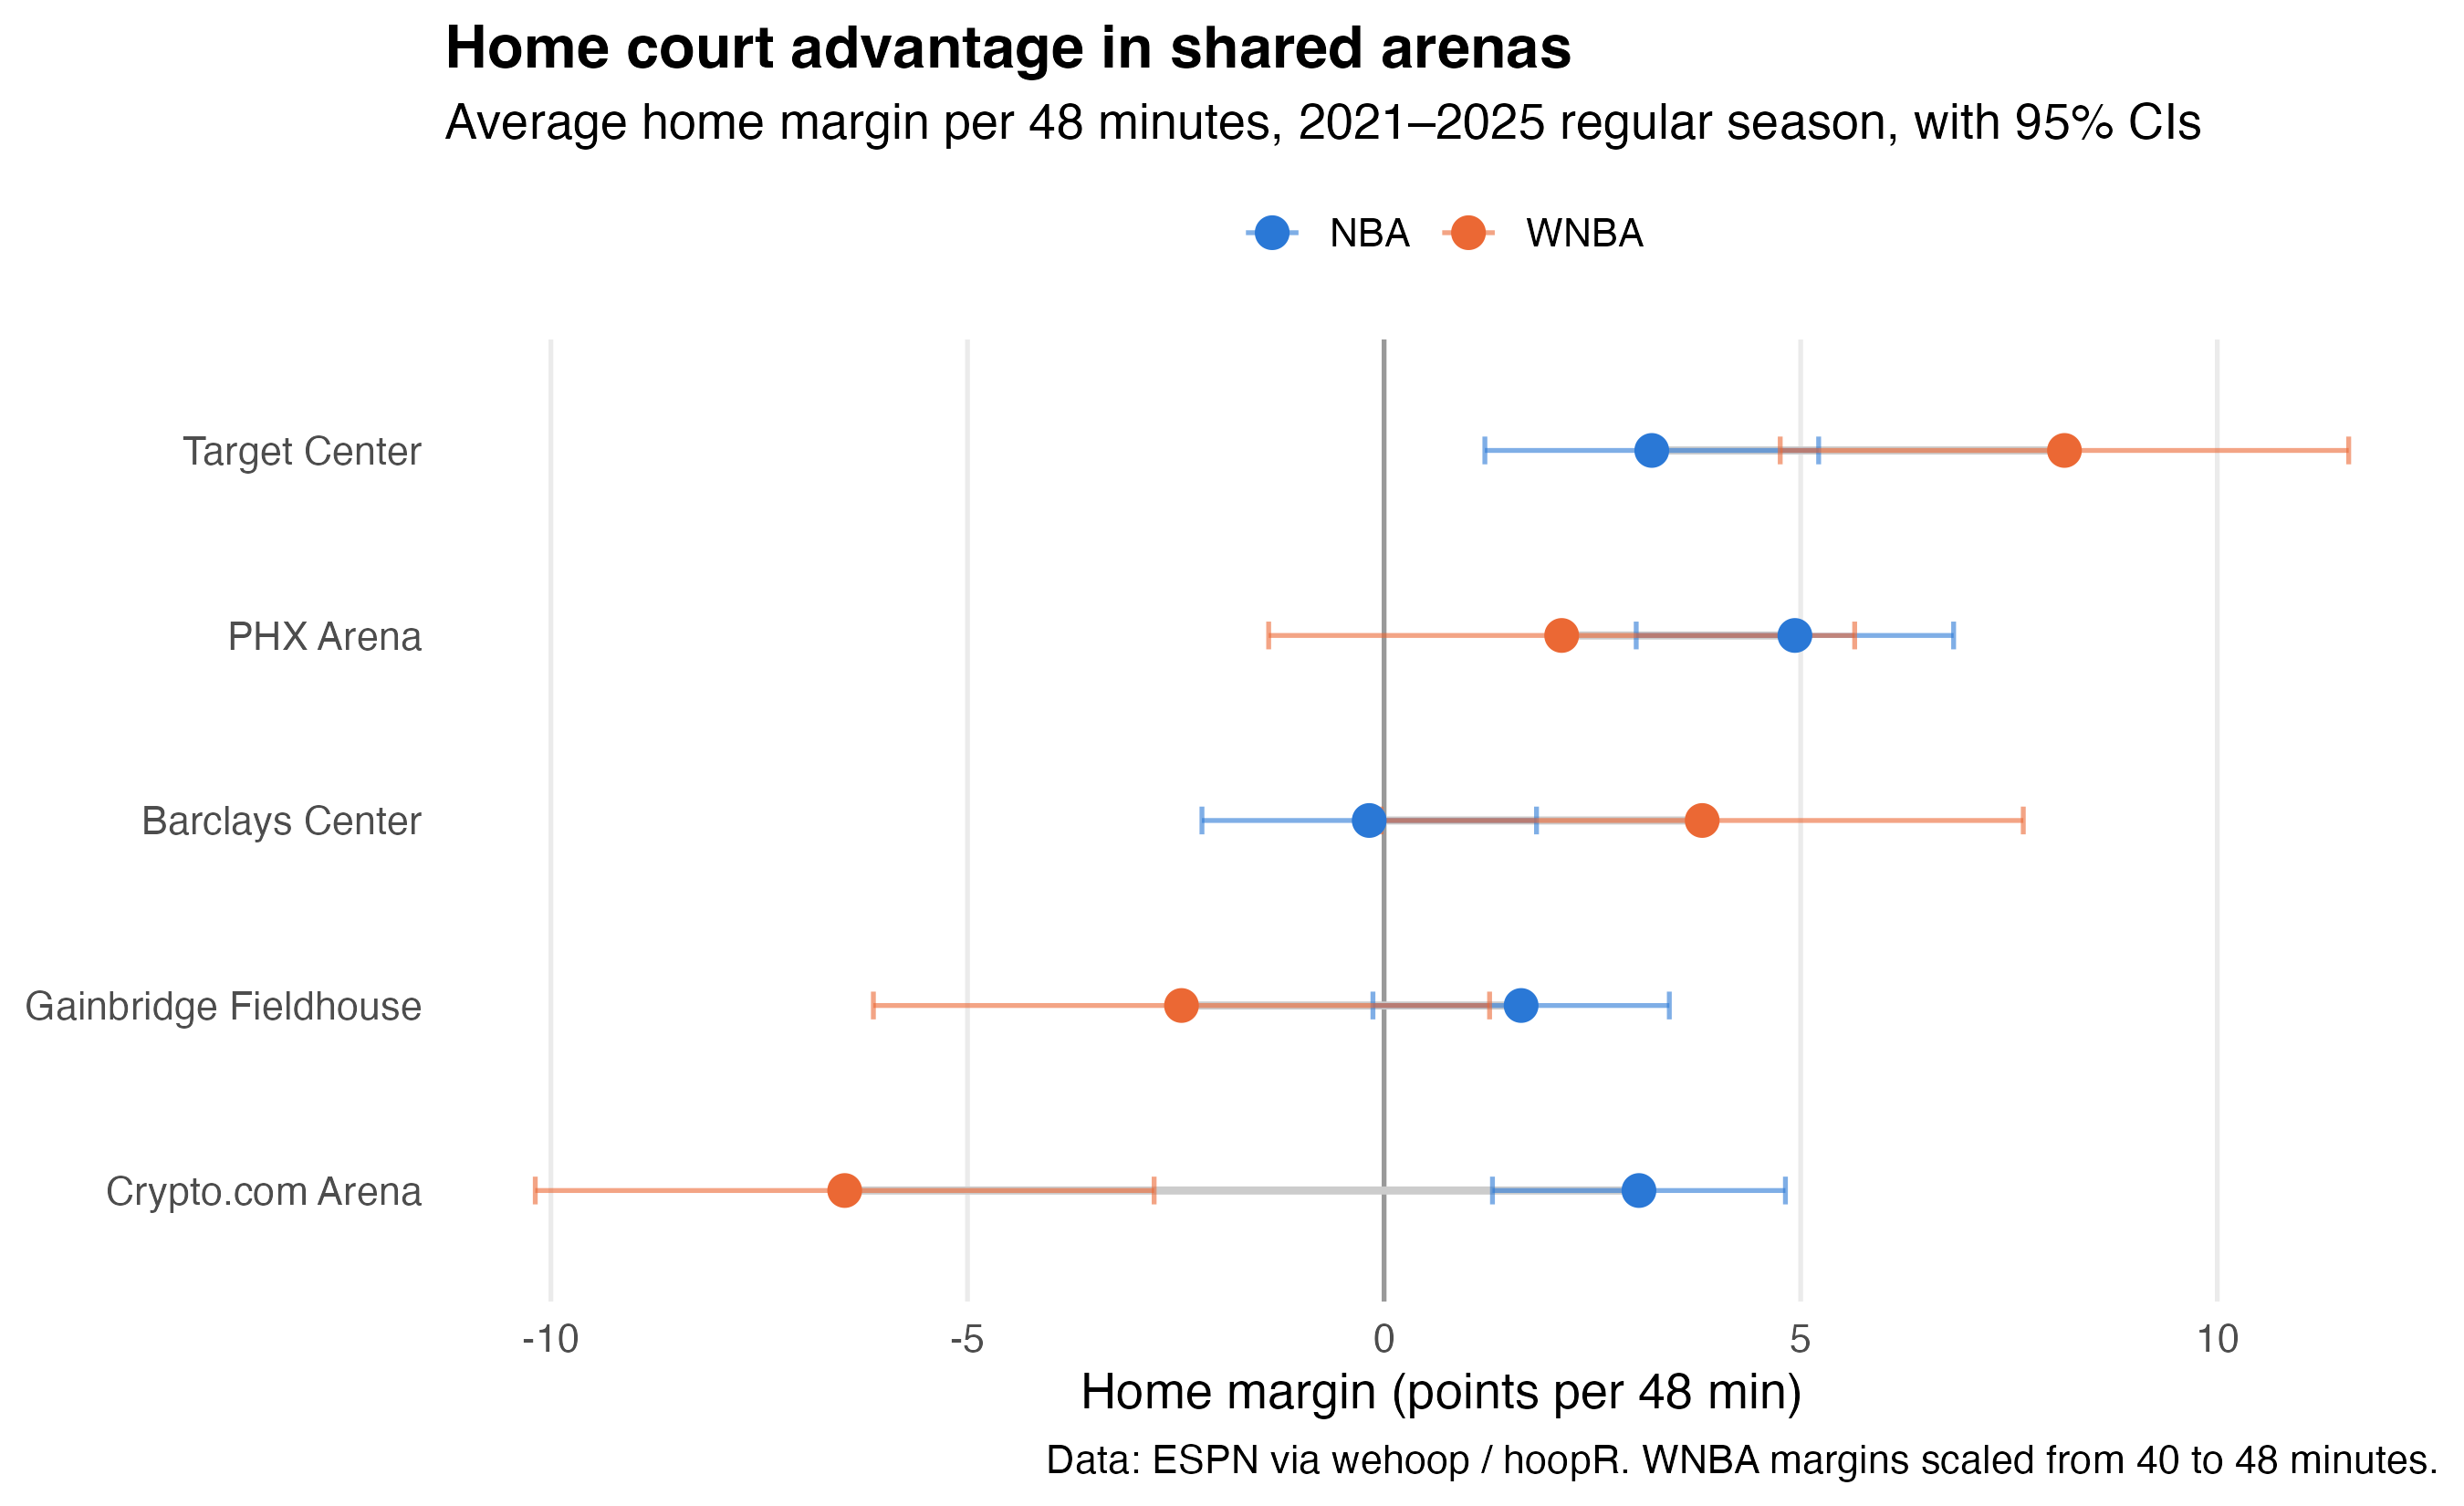 Home court advantage in shared arenas
Average home margin per 48 minutes, 2021–2025 regular season, with 95% CIs
NBA WNBA
Target Center
PHX Arena
Barclays Center
Gainbridge Fieldhouse
Crypto.com Arena
-10 -5 0 5 10
Home margin (points per 48 min)
Data: ESPN via wehoop / hoopR. WNBA margins scaled from 40 to 48 minutes.